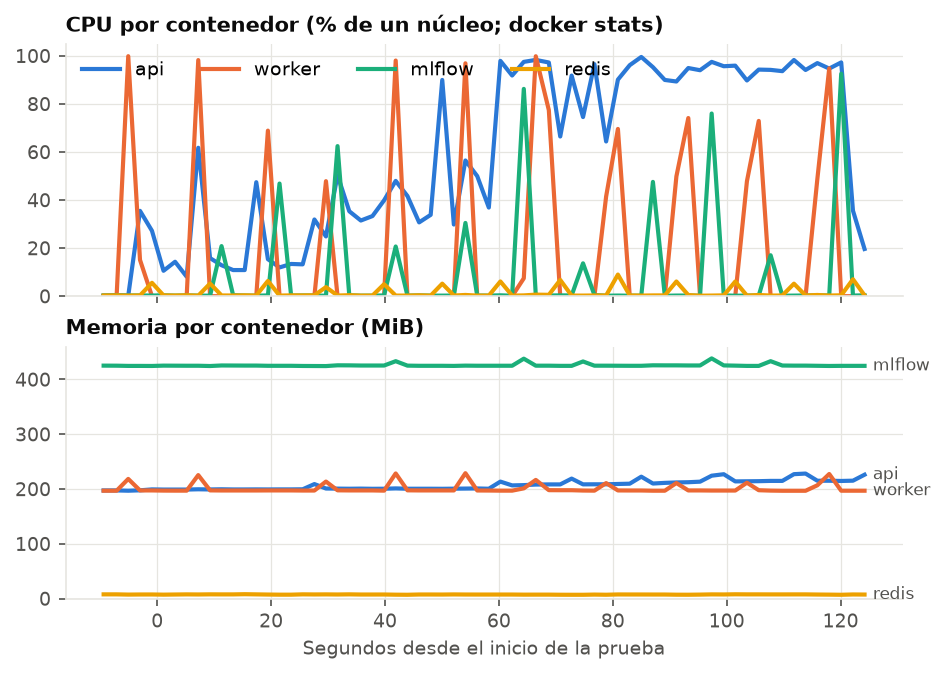 CPU por contenedor (% de un núcleo; docker stats)
100
80
60
40
20
0
api
worker
mlflow
redis
Memoria por contenedor (MiB)
400
300
200
100
0
mlflow
api
worker
redis
0 20 40 60 80 100 120
Segundos desde el inicio de la prueba